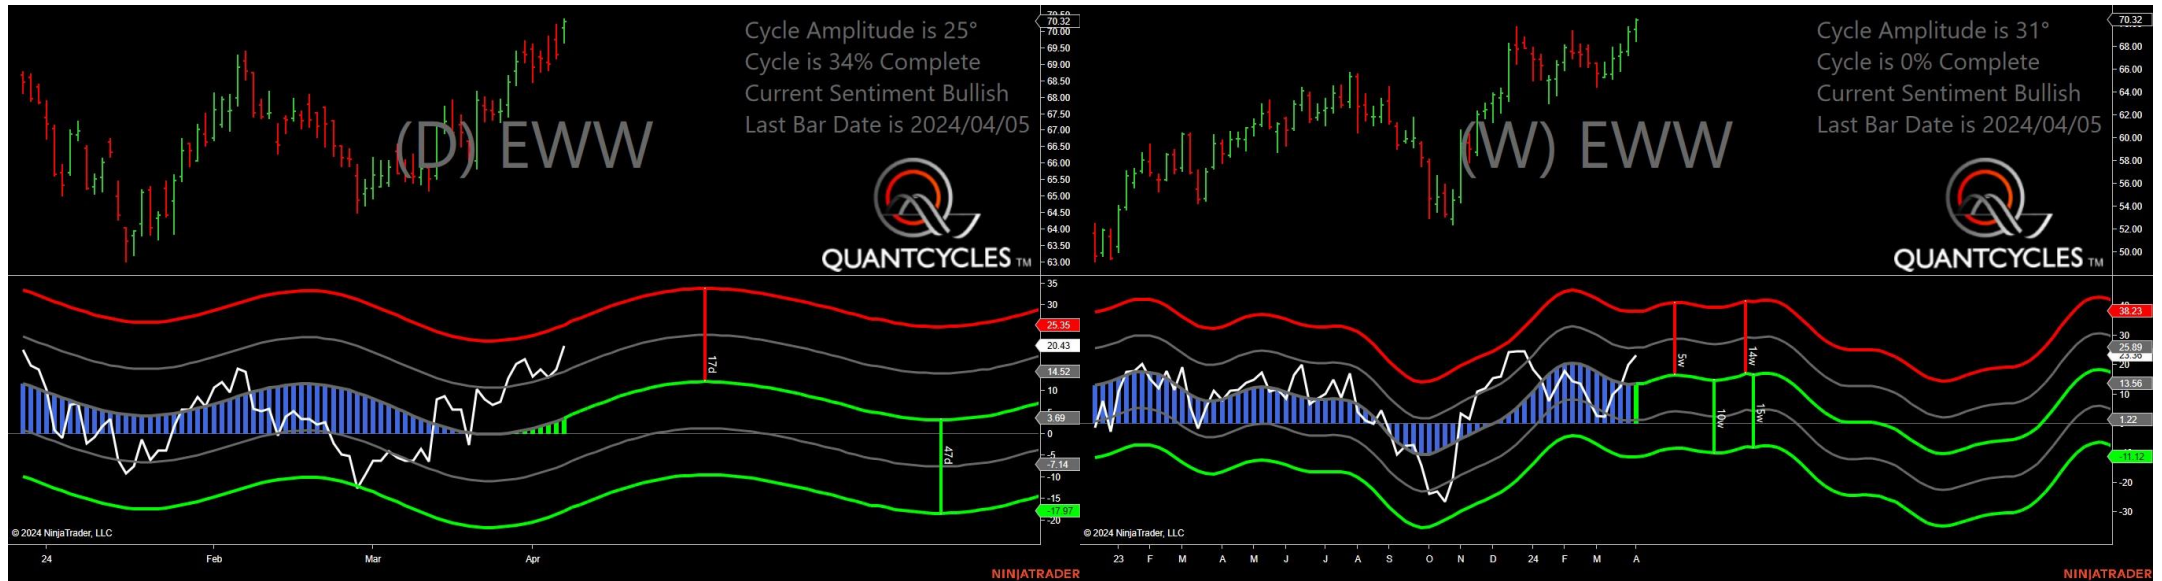 Cycle Amplitude is 25°
Cycle is 34% Complete
Current Sentiment Bullish
Last Bar Date is 2024/04/05
(D) EWW
QUANTCYCLES TM
70.32
70.00
69.50
69.00
68.50
68.00
67.50
67.00
66.50
66.00
65.50
65.00
64.50
64.00
63.50
63.00
35
30
25.35
20.43
14.52
10
3.69
0
-7.14
-10
-15
-17.97
-20
17d
47d
© 2024 NinjaTrader, LLC
24 Feb Mar Apr
NINJATRADER
Cycle Amplitude is 31°
Cycle is 0% Complete
Current Sentiment Bullish
Last Bar Date is 2024/04/05
(W) EWW
QUANTCYCLES TM
70.32
68.00
66.00
64.00
62.00
60.00
58.00
56.00
54.00
52.00
50.00
38.23
30
25.89
20
13.56
10
1.22
-11.12
-20
-30
5w
14w
10w
15w
© 2024 NinjaTrader, LLC
23 F M A M J J A S O N D 24 F M A
NINJATRADER